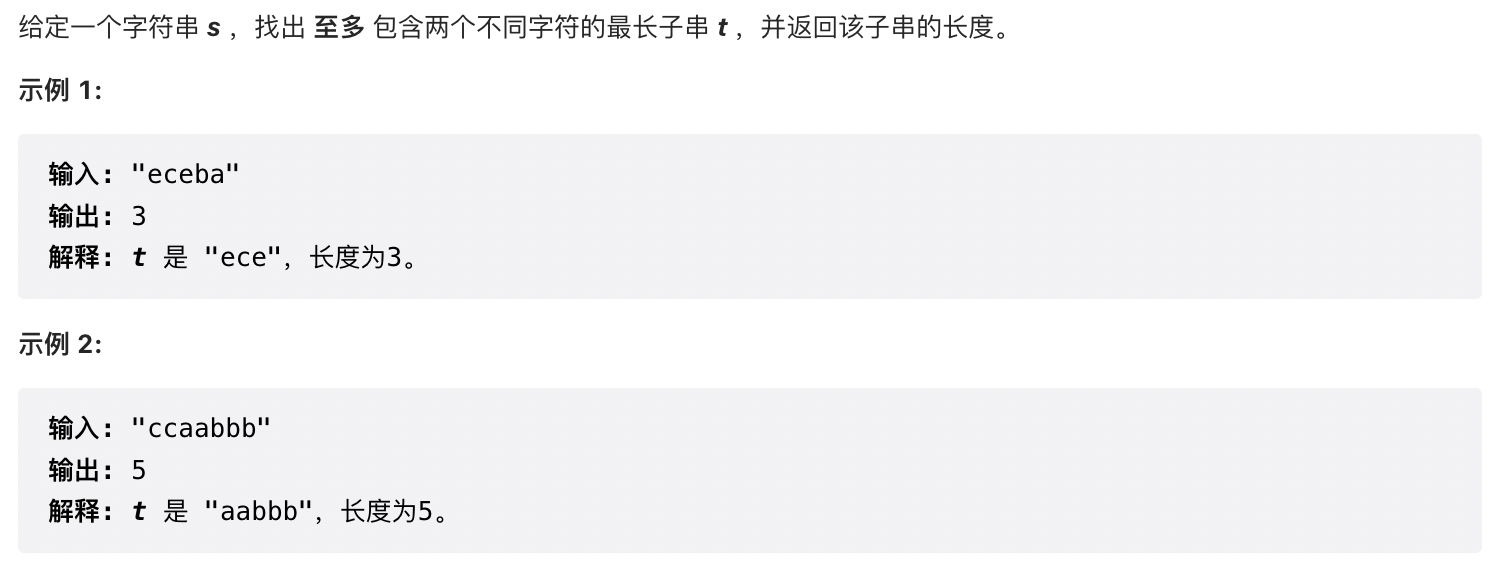 给定一个字符串 s ，找出 至多 包含两个不同字符的最长子串 t ，并返回该子串的长度。
示例 1:
输入: "eceba"
输出: 3
解释: t 是 "ece"，长度为3。
示例 2:
输入: "ccaabbb"
输出: 5
解释: t 是 "aabbb"，长度为5。